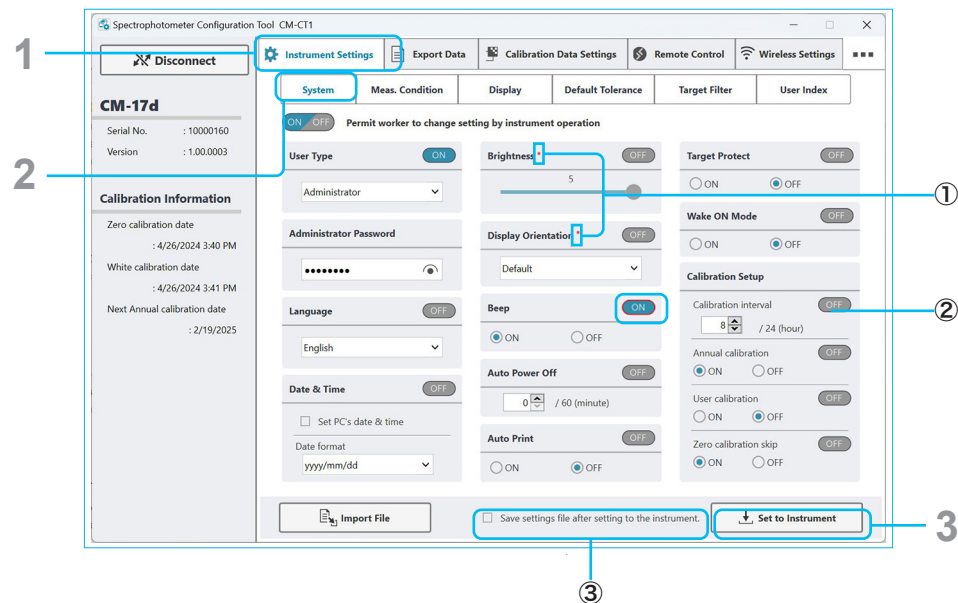 Spectrophotometer Configuration Tool CM-CT1
1
Disconnect
Instrument Settings
Export Data
Calibration Data Settings
Remote Control
Wireless Settings
System
Meas. Condition
Display
Default Tolerance
Target Filter
User Index
CM-17d
Serial No. : 10000160
Version : 1.00.0003
2
Calibration Information
Zero calibration date
: 4/26/2024 3:40 PM
White calibration date
: 4/26/2024 3:41 PM
Next Annual calibration date
: 2/19/2025
ON OFF Permit worker to change setting by instrument operation
User Type ON
Administrator
Administrator Password
••••••••
Language OFF
English
Date & Time OFF
Set PC's date & time
Date format
yyyy/mm/dd
Brightness * OFF
5
Display Orientation * OFF
Default
Beep ON
ON OFF
Auto Power Off OFF
0 / 60 (minute)
Auto Print OFF
ON OFF
Target Protect OFF
ON OFF
①
Wake ON Mode OFF
ON OFF
Calibration Setup
Calibration interval OFF
②
8 / 24 (hour)
Annual calibration OFF
ON OFF
User calibration OFF
ON OFF
Zero calibration skip OFF
ON OFF
Import File
Save settings file after setting to the instrument.
Set to Instrument
3
③